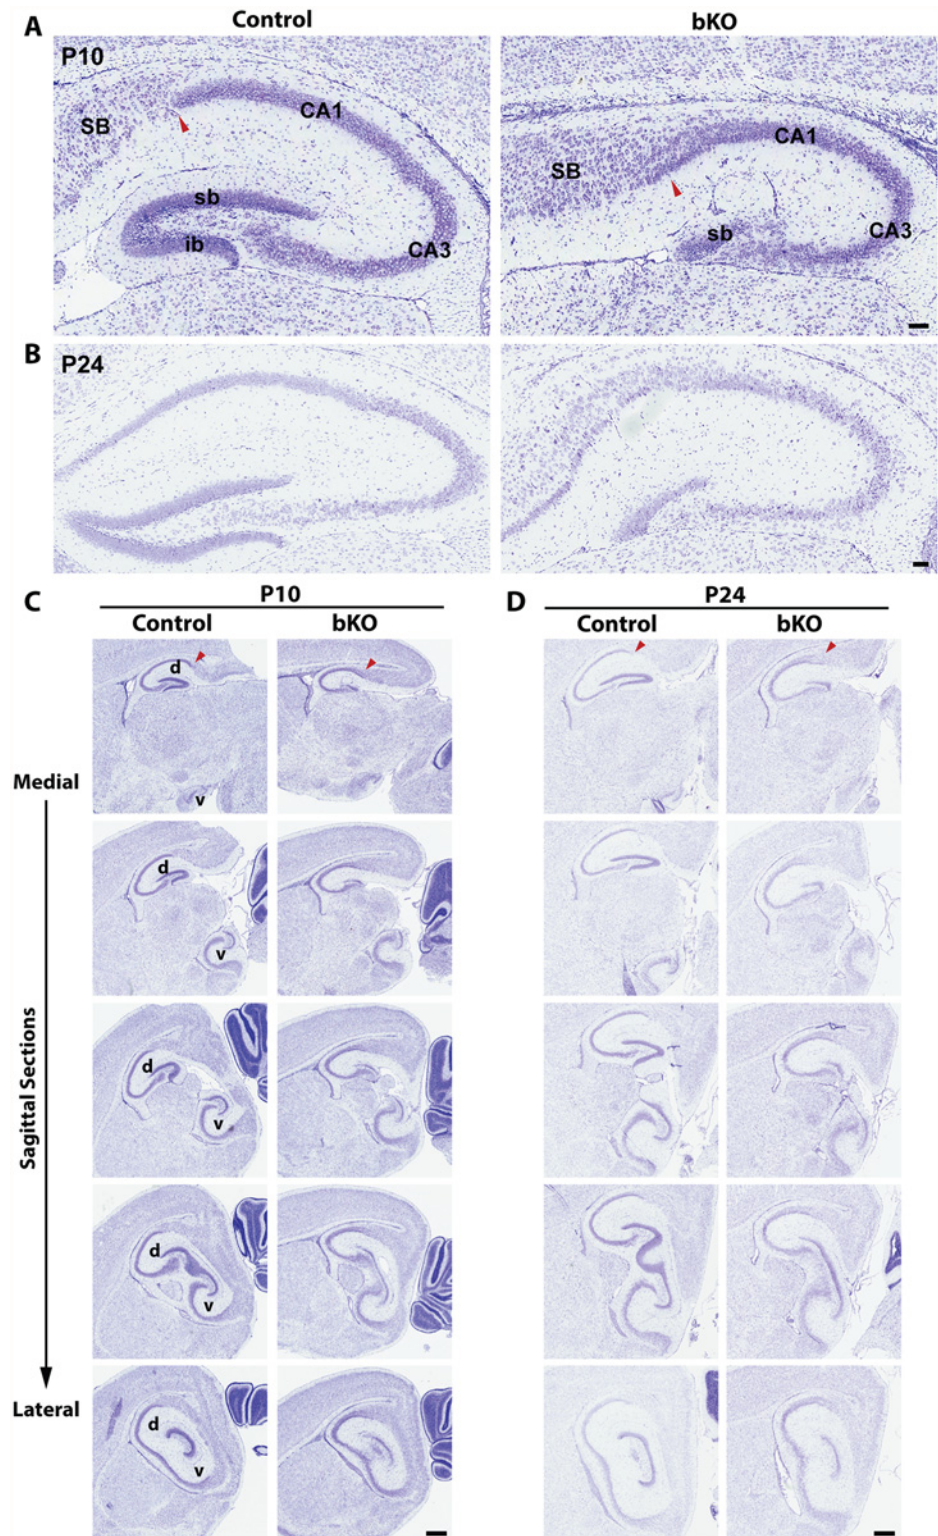 A Control bKO
P10
CA1
CA1
SB
SB
sb
sb
ib
CA3
CA3
B
P24
C P10 D P24
Control bKO Control bKO
d
Medial
v
d
v
Sagittal Sections
d
v
d
v
Lateral
d
v